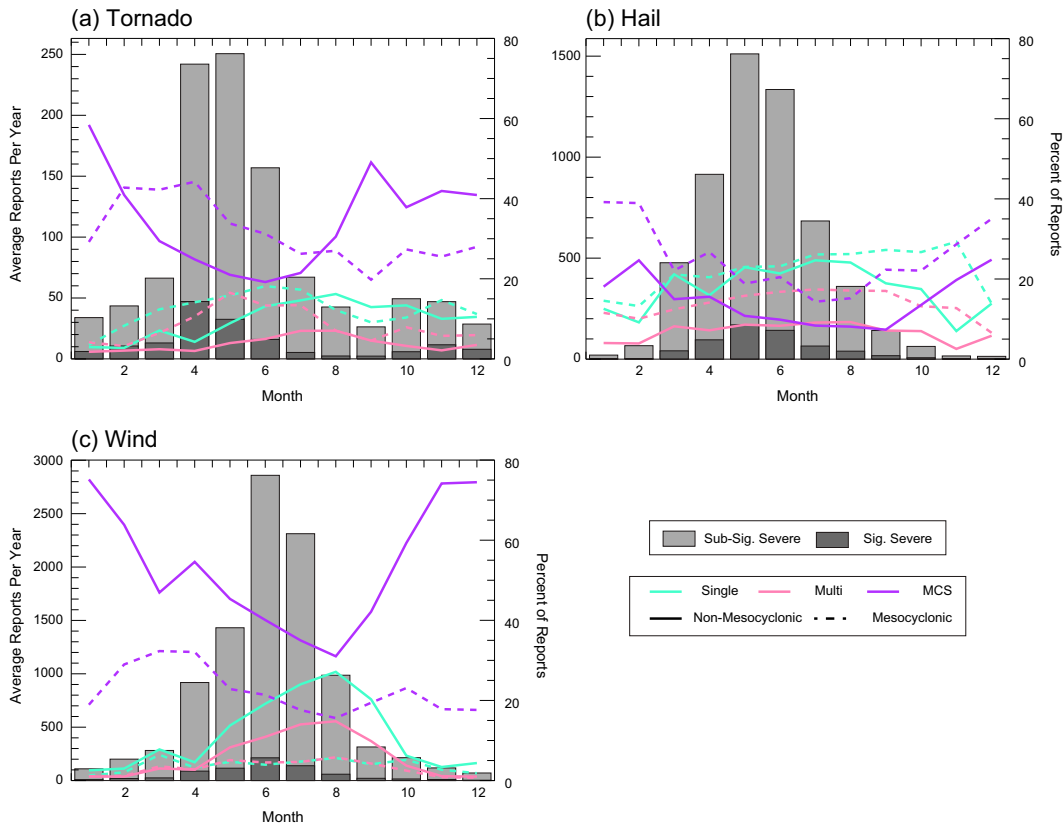 (a) Tornado
250
200
150
100
50
0
80
60
40
20
0
2 4 6 8 10 12
Average Reports Per Year
Month
(b) Hail
1500
1000
500
0
80
60
40
20
0
2 4 6 8 10 12
Percent of Reports
Month
(c) Wind
3000
2500
2000
1500
1000
500
0
80
60
40
20
0
2 4 6 8 10 12
Average Reports Per Year
Percent of Reports
Month
Sub-Sig. Severe Sig. Severe
Single Multi MCS
Non-Mesocyclonic Mesocyclonic